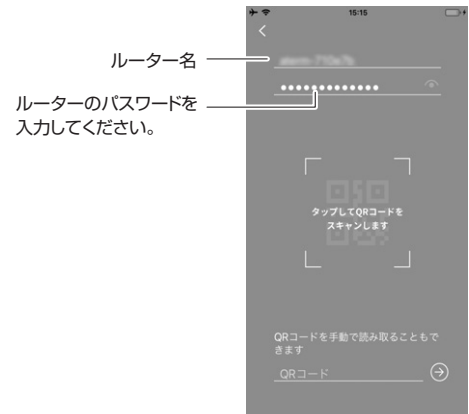 15:15
ルーター名
ルーターのパスワードを
入力してください。
タップしてQRコードを
スキャンします
QRコードを手動で読み取ることもで
きます
QRコード